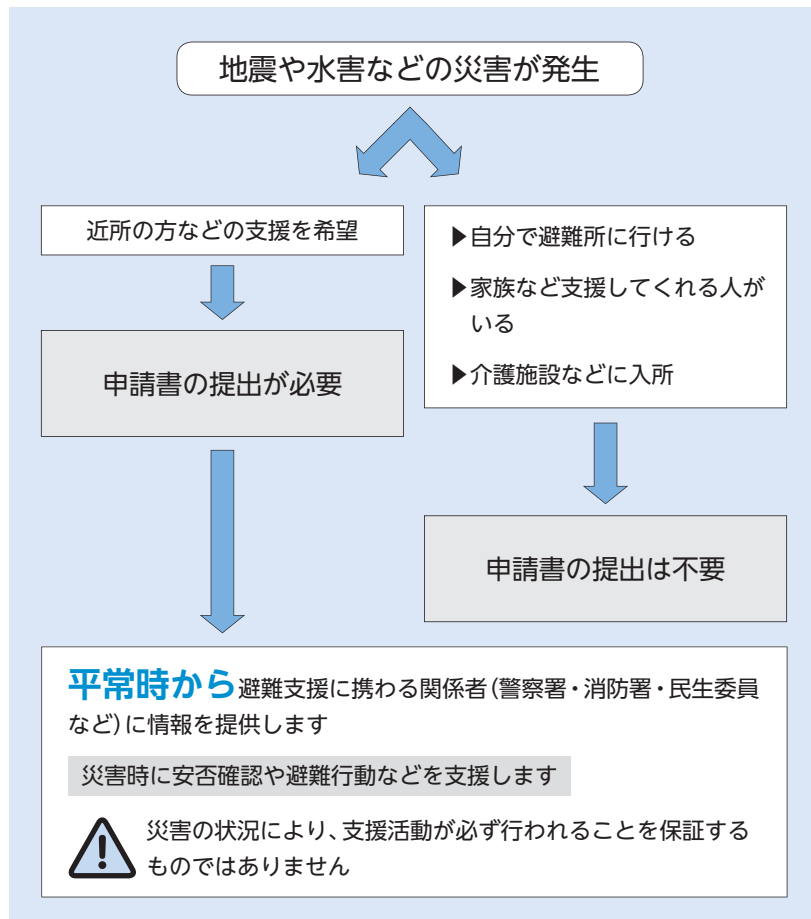 地震や水害などの災害が発生
近所の方などの支援を希望
申請書の提出が必要
▶自分で避難所に行ける
▶家族など支援してくれる人が
いる
▶介護施設などに入所
申請書の提出は不要
平常時から避難支援に携わる関係者(警察署・消防署・民生委員
など)に情報を提供します
災害時に安否確認や避難行動などを支援します
災害の状況により、支援活動が必ず行われることを保証する
ものではありません